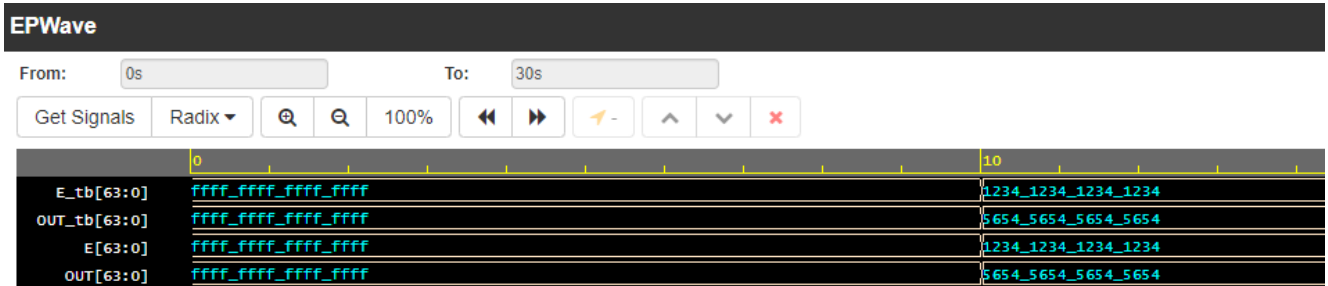 EPWave
From: 0s To: 30s
Get Signals Radix 100% -
0 10
E_tb[63:0] ffff_ffff_ffff_ffff 1234_1234_1234_1234
OUT_tb[63:0] ffff_ffff_ffff_ffff 5654_5654_5654_5654
E[63:0] ffff_ffff_ffff_ffff 1234_1234_1234_1234
OUT[63:0] ffff_ffff_ffff_ffff 5654_5654_5654_5654